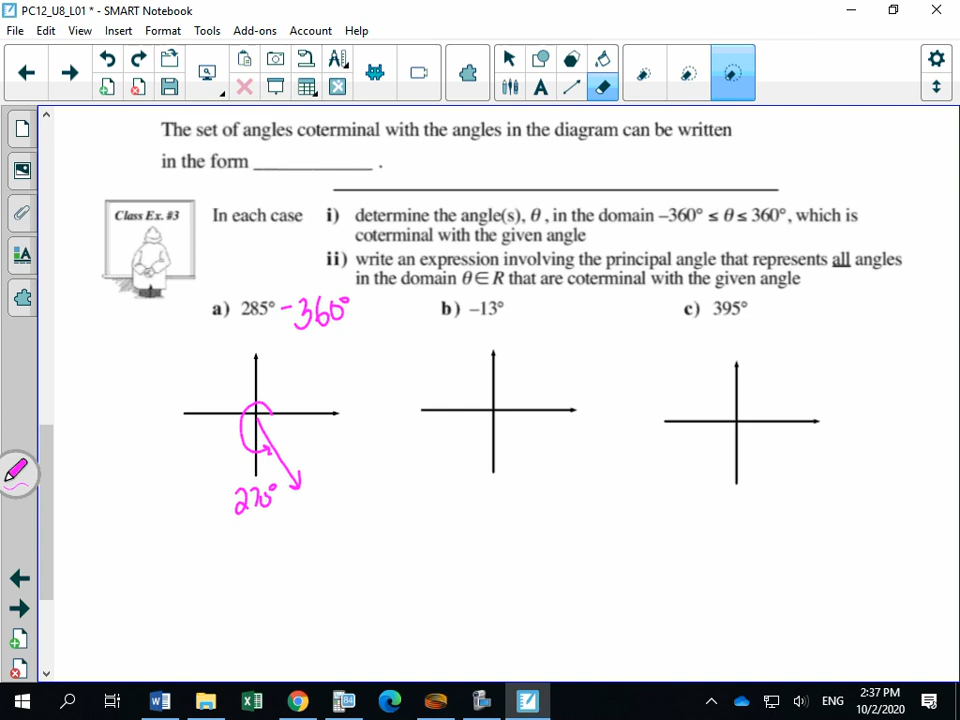 PC12_U8_L01 * - SMART Notebook
File Edit View Insert Format Tools Add-ons Account Help
The set of angles coterminal with the angles in the diagram can be written
in the form ____________ .
Class Ex. #3
In each case i) determine the angle(s), θ, in the domain –360° ≤ θ ≤ 360°, which is
coterminal with the given angle
ii) write an expression involving the principal angle that represents all angles
in the domain θ ∈ R that are coterminal with the given angle
a) 285° -360° b) –13° c) 395°
270°
ENG
2:37 PM
10/2/2020